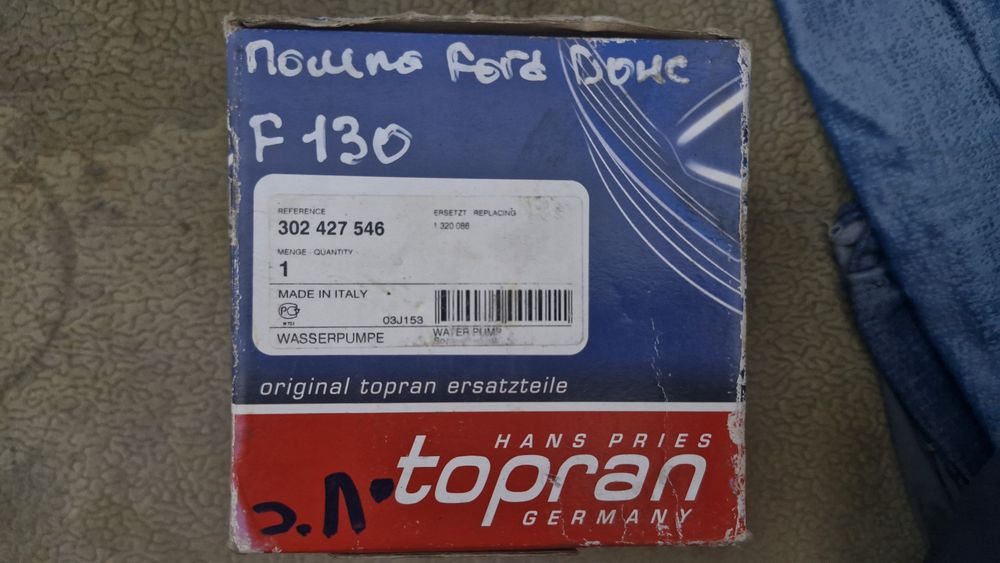 Помпа Ford Донс
F 130
REFERENCE
302 427 546
ERSETZT · REPLACING
1 320 086
MENGE · QUANTITY
1
MADE IN ITALY
03J153
WASSERPUMPE
WATER PUMP
original topran ersatzteile
HANS PRIES
topran
GERMANY